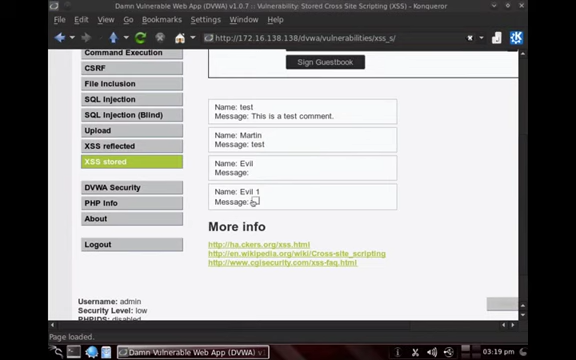 Damn Vulnerable Web App (DVWA) v1.0.7 :: Vulnerability: Stored Cross Site Scripting (XSS) – Konqueror
File Edit View Go Bookmarks Settings Window
http://172.16.138.138/dvwa/vulnerabilities/xss_s/
Command Execution
CSRF
File Inclusion
SQL Injection
SQL Injection (Blind)
Upload
XSS reflected
XSS stored
DVWA Security
PHP Info
About
Logout
Username: admin
Security Level: low
PHPIDS: disabled
Sign Guestbook
Name: test
Message: This is a test comment.
Name: Martin
Message: test
Name: Evil
Message:
Name: Evil 1
Message:
More info
http://ha.ckers.org/xss.html
http://en.wikipedia.org/wiki/Cross-site_scripting
http://www.cgisecurity.com/xss-faq.html
Page loaded.
Damn Vulnerable Web App (DVWA) v1
03:19 pm